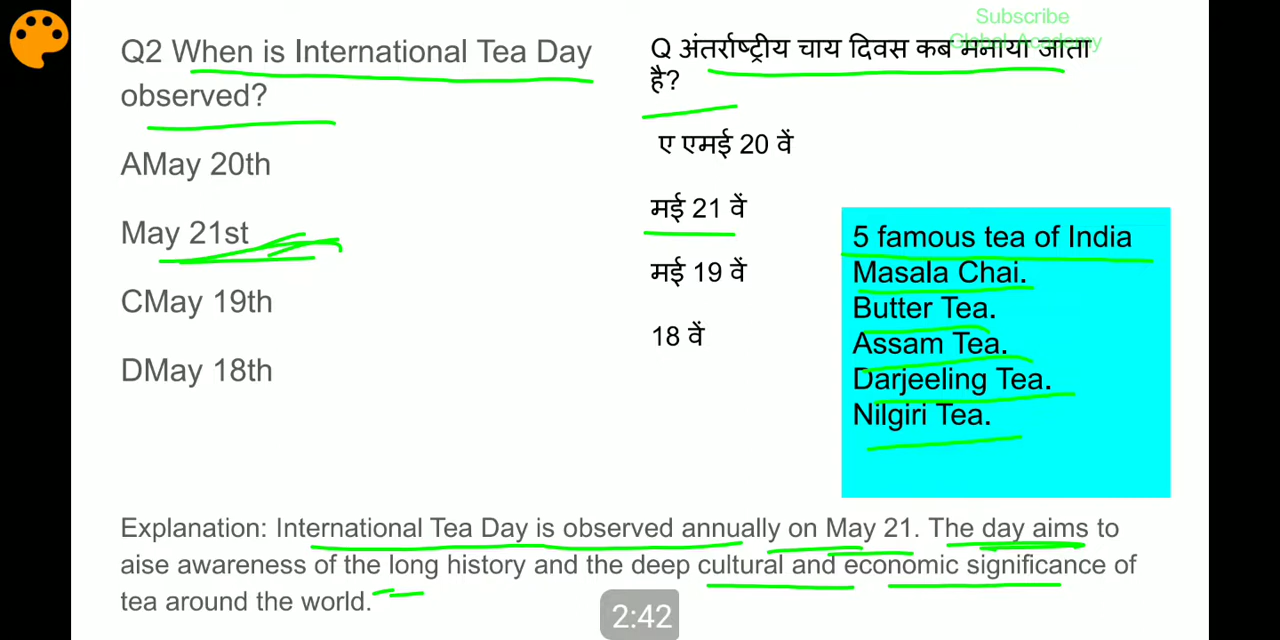 Subscribe
Global Academy
Q2 When is International Tea Day
observed?
AMay 20th
May 21st
CMay 19th
DMay 18th
Q अंतर्राष्ट्रीय चाय दिवस कब मनाया जाता
है?
ए एमई 20 वें
मई 21 वें
मई 19 वें
18 वें
5 famous tea of India
Masala Chai.
Butter Tea.
Assam Tea.
Darjeeling Tea.
Nilgiri Tea.
Explanation: International Tea Day is observed annually on May 21. The day aims to
aise awareness of the long history and the deep cultural and economic significance of
tea around the world.
2:42